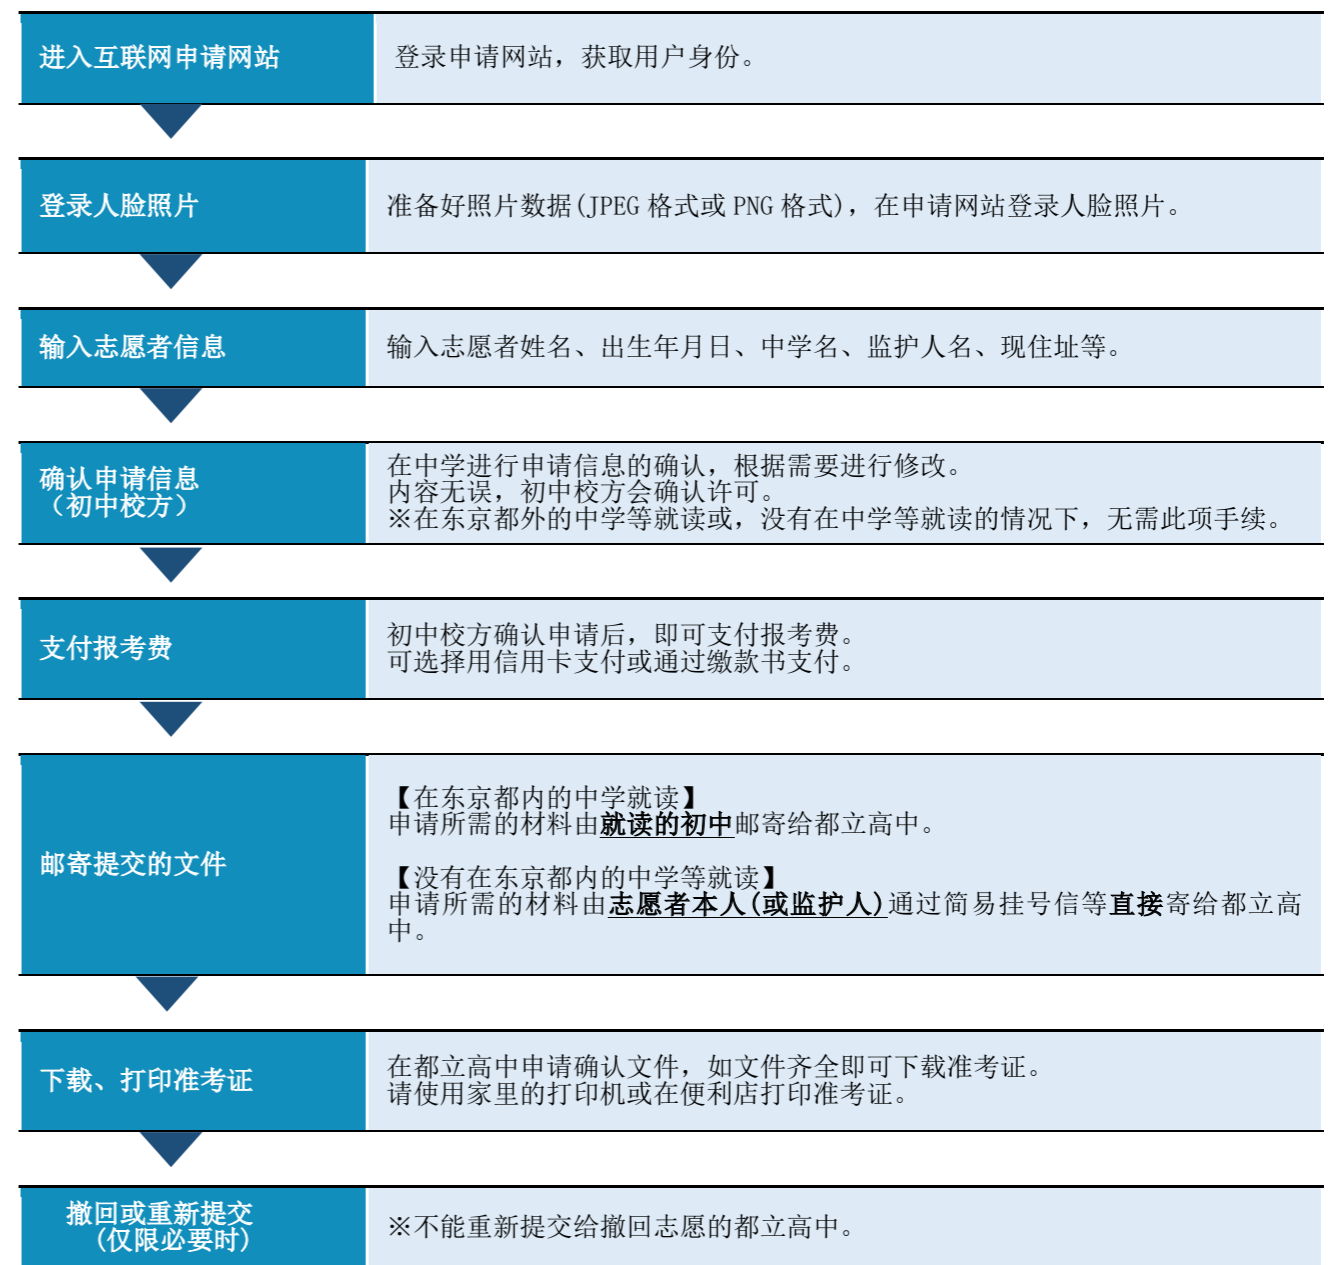 进入互联网申请网站
登录申请网站，获取用户身份。
登录人脸照片
准备好照片数据(JPEG 格式或 PNG 格式)，在申请网站登录人脸照片。
输入志愿者信息
输入志愿者姓名、出生年月日、中学名、监护人名、现住址等。
确认申请信息
（初中校方）
在中学进行申请信息的确认，根据需要进行修改。
内容无误，初中校方会确认许可。
※在东京都外的中学等就读或，没有在中学等就读的情况下，无需此项手续。
支付报考费
初中校方确认申请后，即可支付报考费。
可选择用信用卡支付或通过缴款书支付。
邮寄提交的文件
【在东京都内的中学就读】
申请所需的材料由就读的初中邮寄给都立高中。
【没有在东京都内的中学等就读】
申请所需的材料由志愿者本人(或监护人)通过简易挂号信等直接寄给都立高
中。
下载、打印准考证
在都立高中申请确认文件，如文件齐全即可下载准考证。
请使用家里的打印机或在便利店打印准考证。
撤回或重新提交
(仅限必要时)
※不能重新提交给撤回志愿的都立高中。